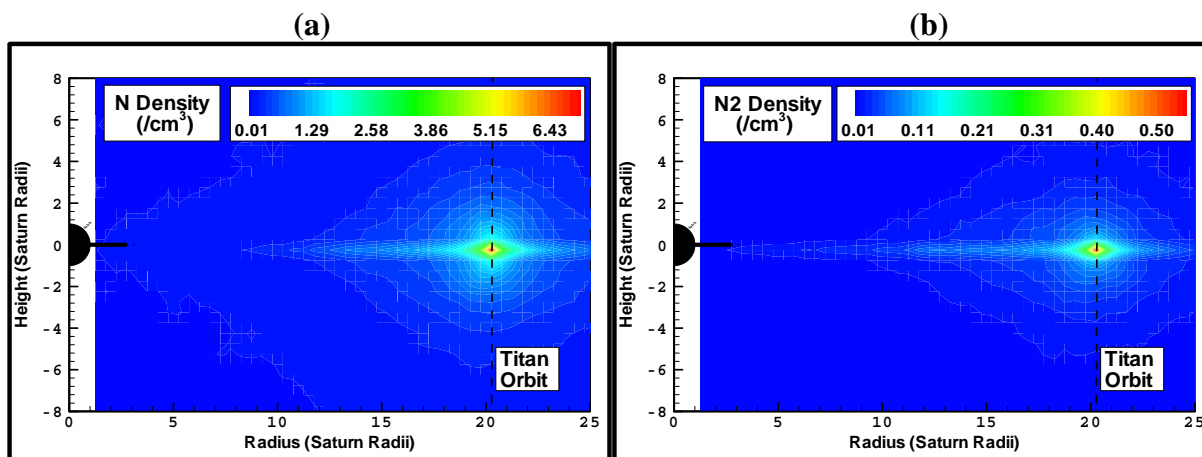 (a)
N Density
(/cm³)
0.01 1.29 2.58 3.86 5.15 6.43
8
6
4
2
0
-2
-4
-6
-8
Height (Saturn Radii)
Titan
Orbit
0 5 10 15 20 25
Radius (Saturn Radii)
(b)
N2 Density
(/cm³)
0.01 0.11 0.21 0.31 0.40 0.50
8
6
4
2
0
-2
-4
-6
-8
Height (Saturn Radii)
Titan
Orbit
0 5 10 15 20 25
Radius (Saturn Radii)